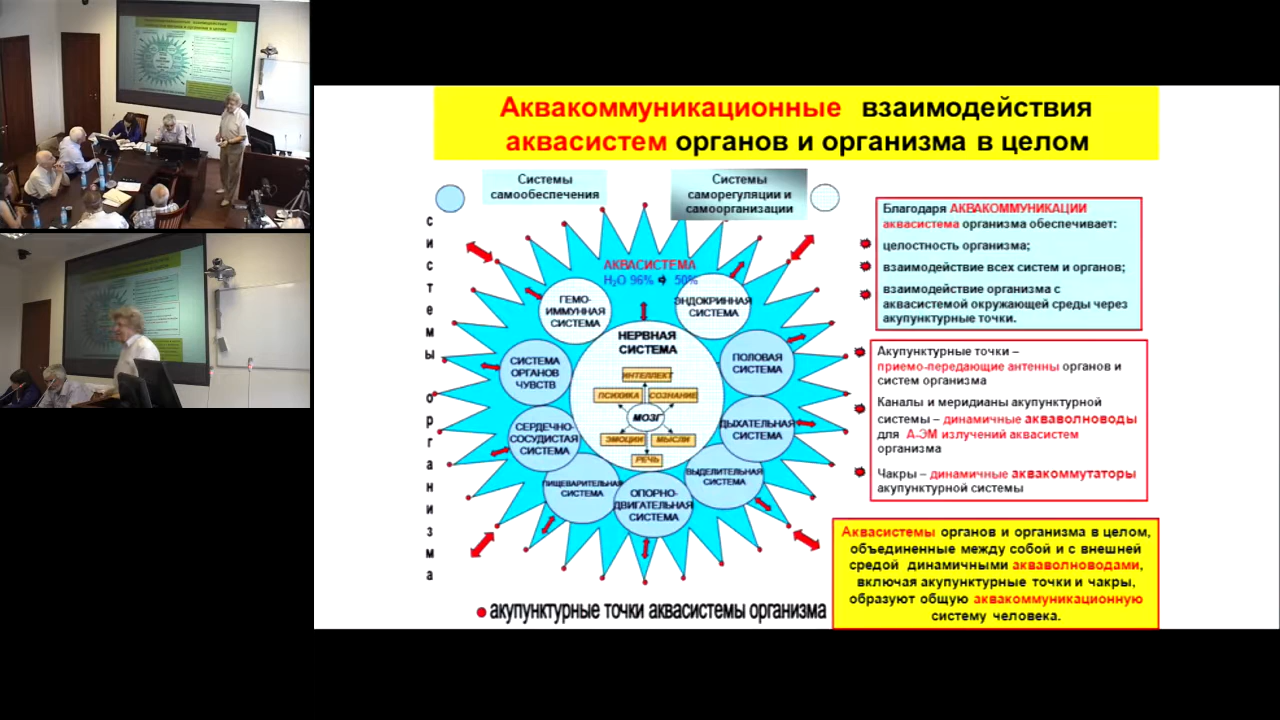 Аквакоммуникационные взаимодействия
аквасистем органов и организма в целом
Системы
самообеспечения
Системы
саморегуляции и
самоорганизации
системы организма
АКВАСИСТЕМА
H₂O 96% 50%
ГЕМО-
ИММУННАЯ
СИСТЕМА
ЭНДОКРИННАЯ
СИСТЕМА
НЕРВНАЯ
СИСТЕМА
СИСТЕМА
ОРГАНОВ
ЧУВСТВ
ПОЛОВАЯ
СИСТЕМА
ИНТЕЛЛЕКТ
ПСИХИКА
СОЗНАНИЕ
МОЗГ
ЭМОЦИИ
МЫСЛИ
РЕЧЬ
СЕРДЕЧНО-
СОСУДИСТАЯ
СИСТЕМА
ДЫХАТЕЛЬНАЯ
СИСТЕМА
ПИЩЕВАРИТЕЛЬНАЯ
СИСТЕМА
ОПОРНО-
ДВИГАТЕЛЬНАЯ
СИСТЕМА
ВЫДЕЛИТЕЛЬНАЯ
СИСТЕМА
акупунктурные точки аквасистемы организма
Благодаря АКВАКОММУНИКАЦИИ
аквасистема организма обеспечивает:
целостность организма;
взаимодействие всех систем и органов;
взаимодействие организма с
аквасистемой окружающей среды через
акупунктурные точки.
Акупунктурные точки –
приемо-передающие антенны органов и
систем организма
Каналы и меридианы акупунктурной
системы – динамичные акваволноводы
для А-ЭМ излучений аквасистем
организма
Чакры – динамичные аквакоммутаторы
акупунктурной системы
Аквасистемы органов и организма в целом,
объединенные между собой и с внешней
средой динамичными акваволноводами,
включая акупунктурные точки и чакры,
образуют общую аквакоммуникационную
систему человека.